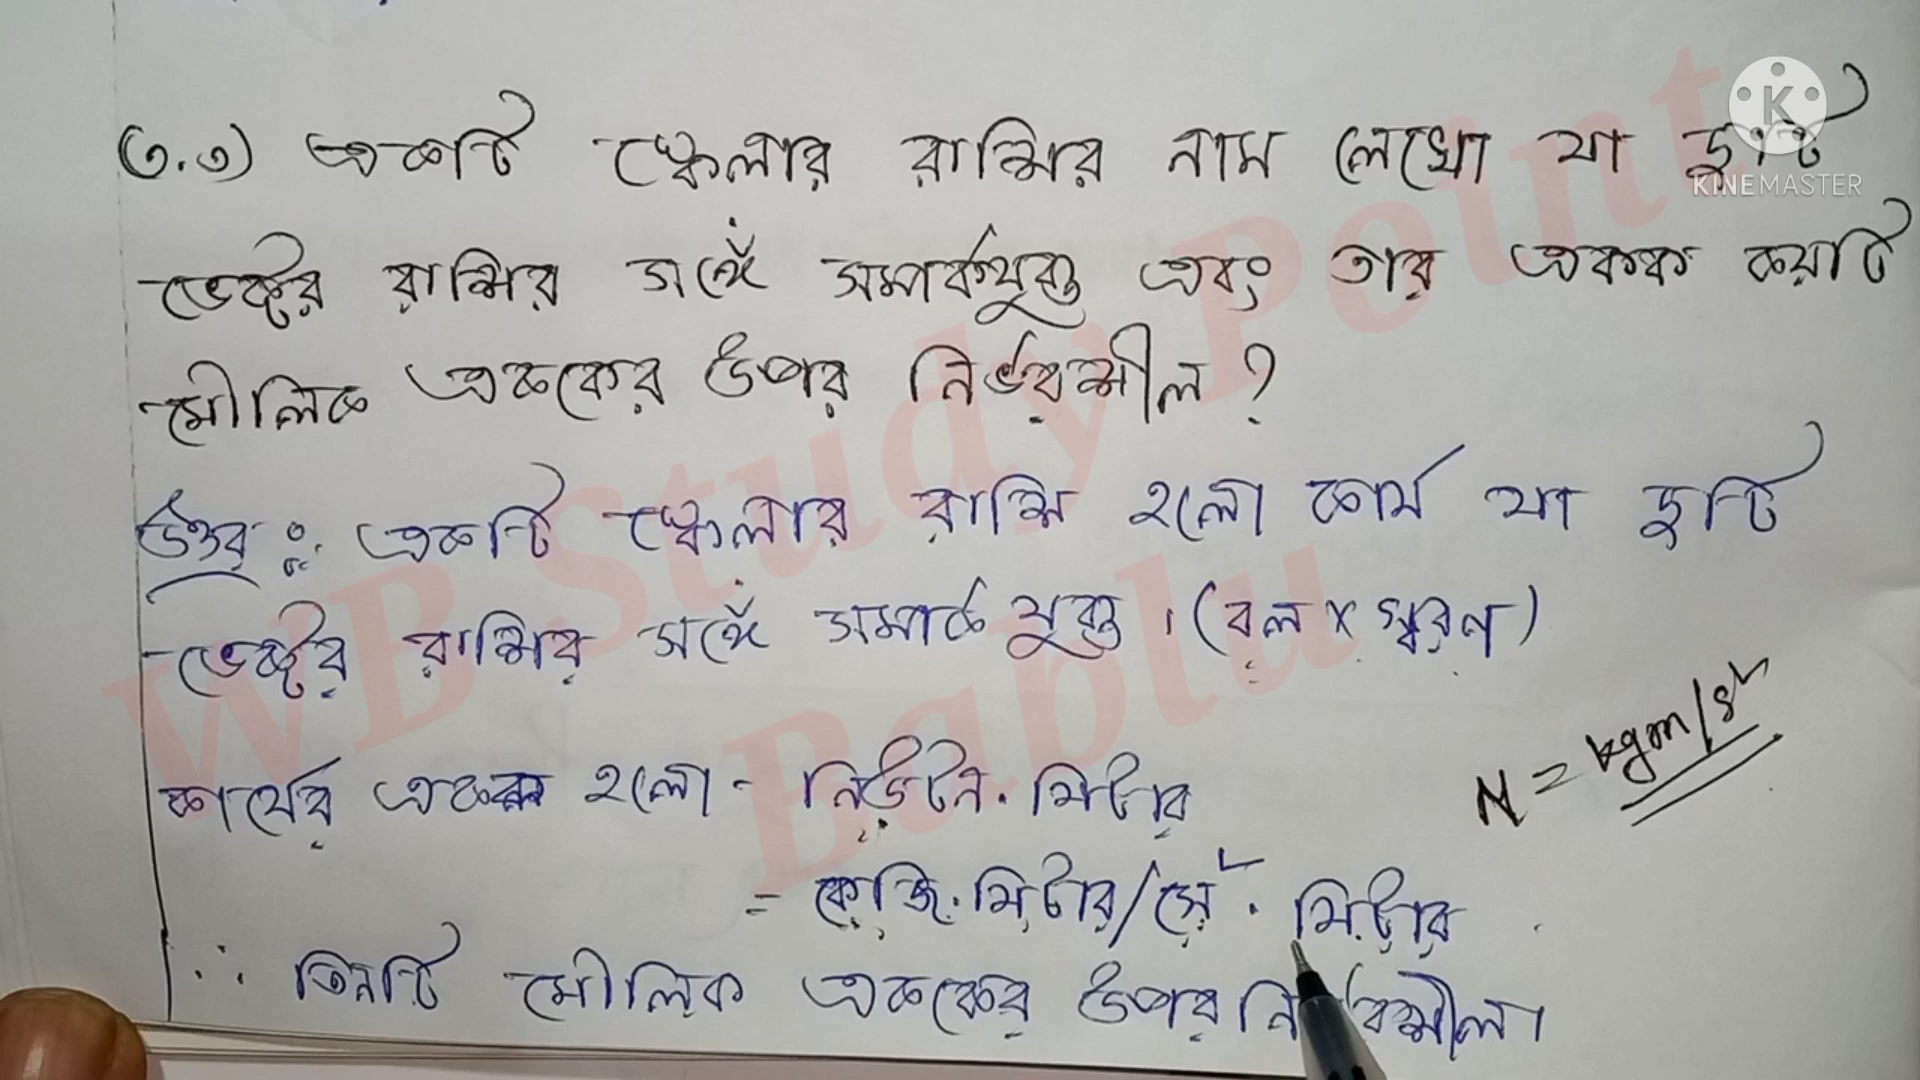 ৩.৩) একটি স্কেলার রাশির নাম লেখো যা দুটি
KINEMASTER
ভেক্টর রাশির সঙ্গে সম্পর্কযুক্ত এবং তার একক কয়টি
মৌলিক এককের উপর নির্ভরশীল?
উত্তর : একটি স্কেলার রাশি হলো কার্য যা দুটি
ভেক্টর রাশির সঙ্গে সম্পর্ক যুক্ত। (বল x স্বরণ)
কার্যের একক হলো - নিউটন. মিটার
N = kgm/s²
= কেজি. মিটার/সে² . মিটার
∴ তিনটি মৌলিক এককের উপর নির্ভরশীল।
WB Study Point
Bablu